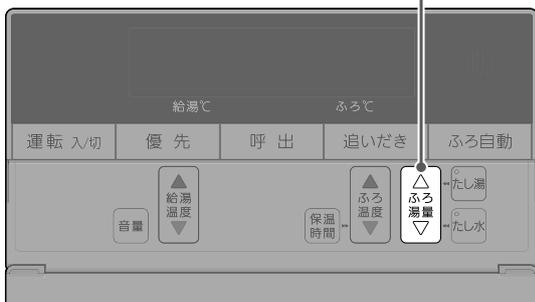 給湯℃ ふろ℃
運転 入/切 優先 呼出 追いだき ふろ自動
▲ ▲ △
給湯 ふろ ふろ たし湯
温度 温度 湯量
音量 ▼ 保温 ▼ ▽ たし水
時間